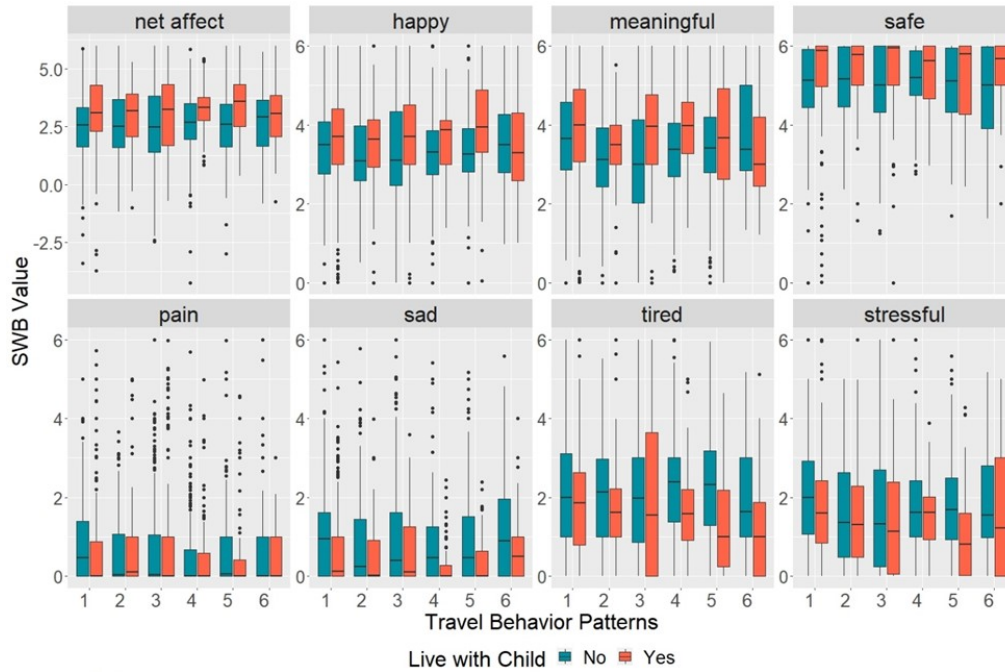 net affect happy meaningful safe
5.0 6 6 6
2.5 4 4 4
0.0 2 2 2
-2.5 0 0 0
pain sad tired stressful
6 6 6 6
4 4 4 4
2 2 2 2
0 0 0 0
1 2 3 4 5 6 1 2 3 4 5 6 1 2 3 4 5 6 1 2 3 4 5 6
SWB Value
Travel Behavior Patterns
Live with Child No Yes